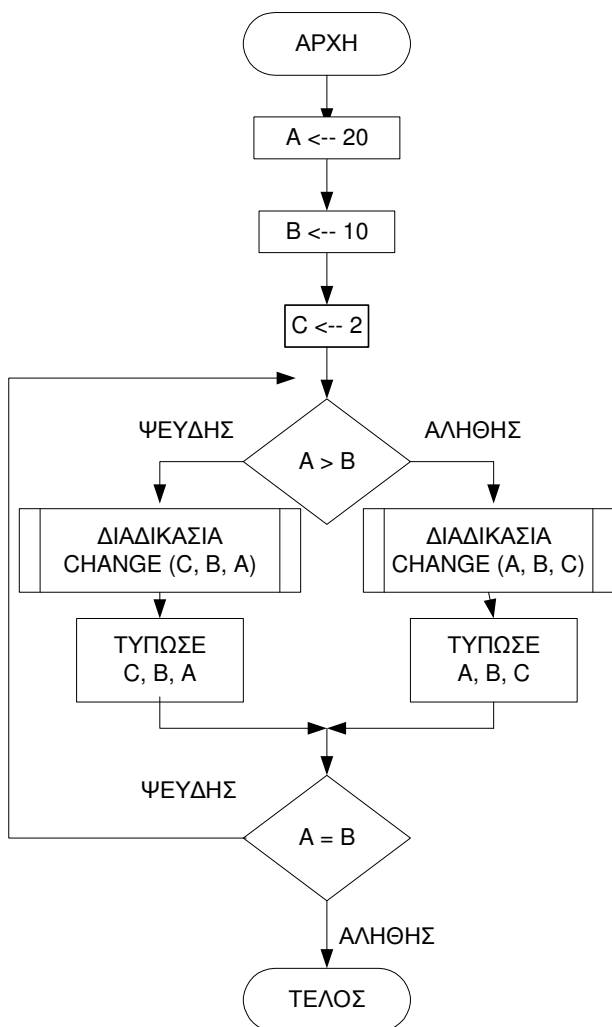 ΑΡΧΗ
A <-- 20
B <-- 10
C <-- 2
ΨΕΥΔΗΣ
ΑΛΗΘΗΣ
A > B
ΔΙΑΔΙΚΑΣΙΑ
CHANGE (C, B, A)
ΔΙΑΔΙΚΑΣΙΑ
CHANGE (A, B, C)
ΤΥΠΩΣΕ
C, B, A
ΤΥΠΩΣΕ
A, B, C
ΨΕΥΔΗΣ
A = B
ΑΛΗΘΗΣ
ΤΕΛΟΣ